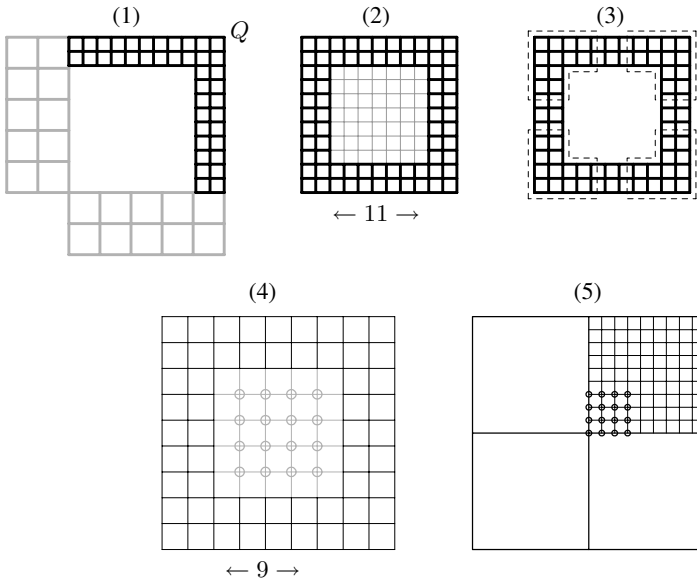 (1)
Q
(2)
← 11 →
(3)
(4)
← 9 →
(5)